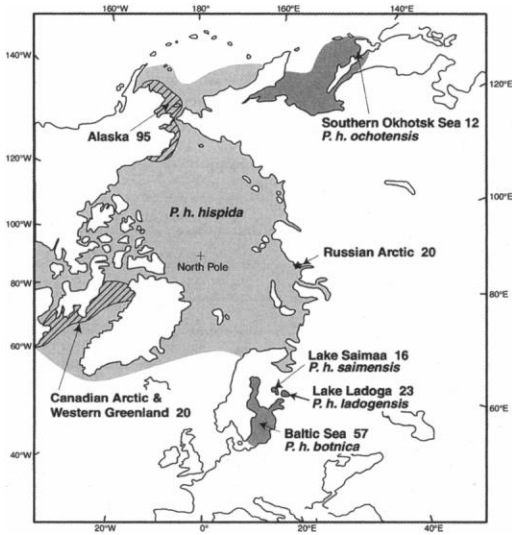 160°W 180° 160°E 140°E
140°W
120°E
Southern Okhotsk Sea 12
P. h. ochotensis
Alaska 95
120°W
P. h. hispida
100°W
100°E
Russian Arctic 20
North Pole
80°W
80°E
60°W
Lake Saimaa 16
P. h. saimensis
Canadian Arctic &
Western Greenland 20
Lake Ladoga 23
P. h. ladogensis
60°E
Baltic Sea 57
P. h. botnica
40°W
20°W 0° 20°E 40°E